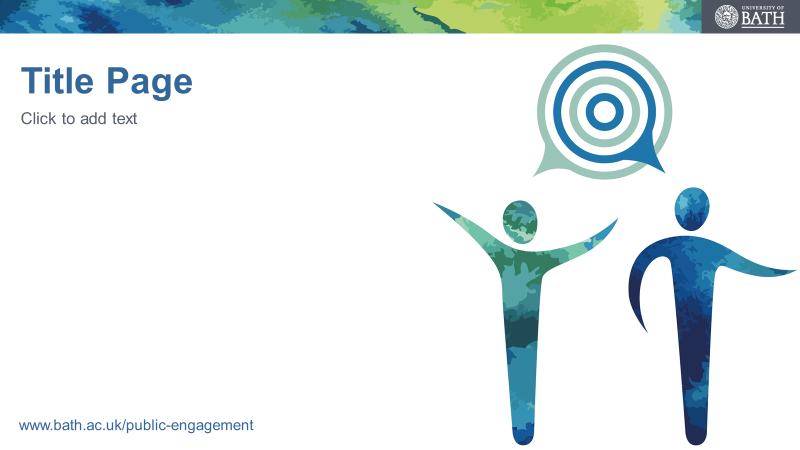 UNIVERSITY OF
BATH
Title Page
Click to add text
www.bath.ac.uk/public-engagement